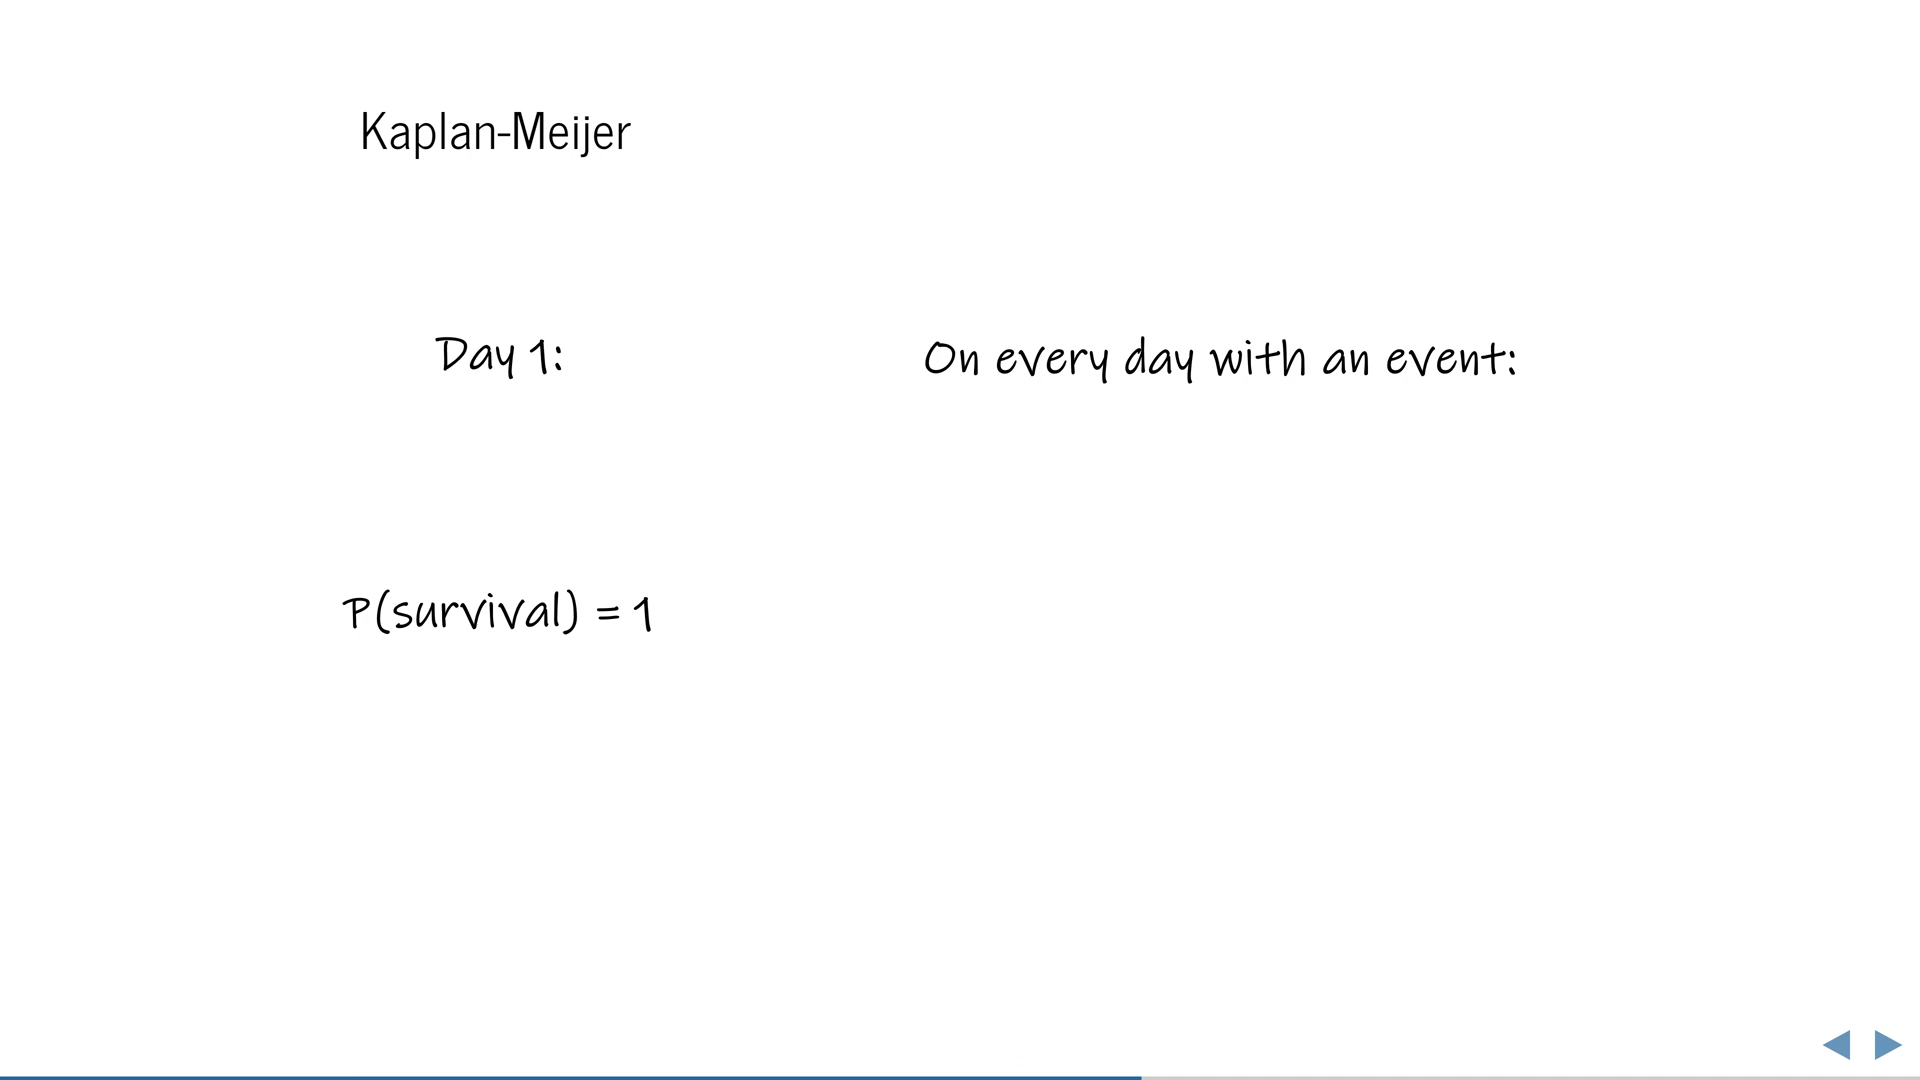 Kaplan-Meijer
Day 1:
On every day with an event:
P(survival) = 1